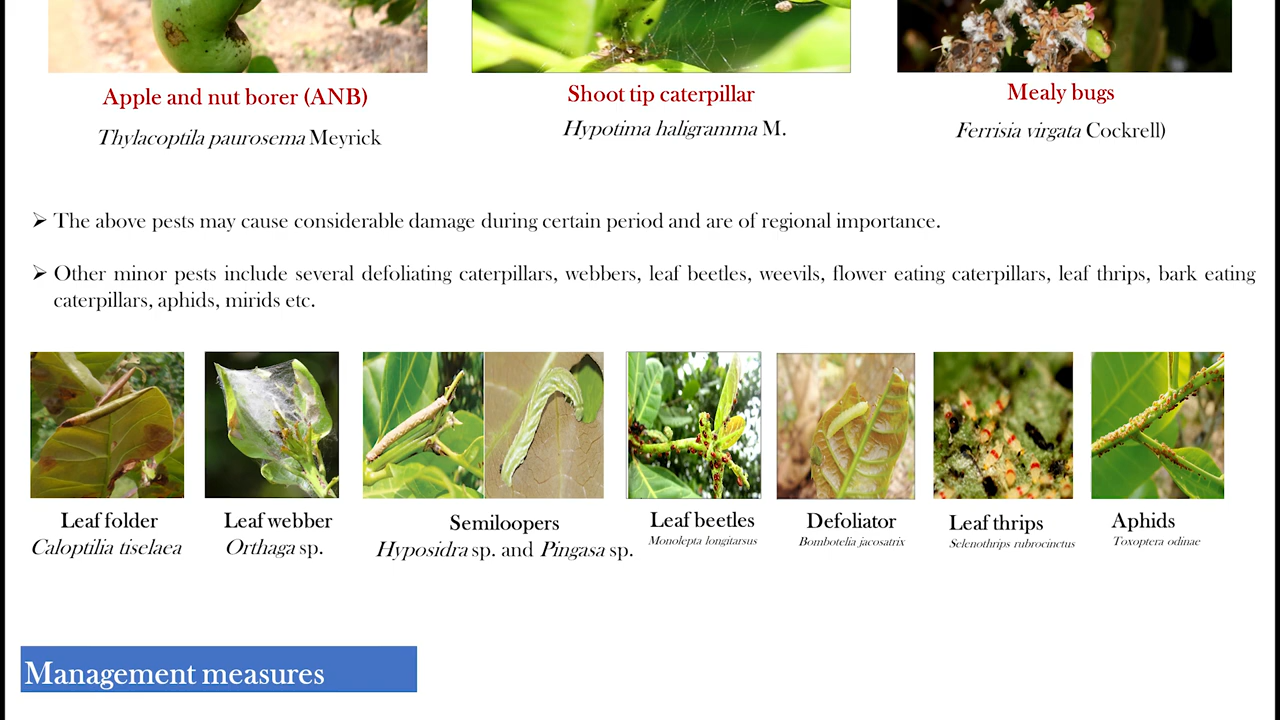 Apple and nut borer (ANB)
Thylacoptila paurosema Meyrick
Shoot tip caterpillar
Hypotima haligramma M.
Mealy bugs
Ferrisia virgata Cockrell)
➢ The above pests may cause considerable damage during certain period and are of regional importance.
➢ Other minor pests include several defoliating caterpillars, webbers, leaf beetles, weevils, flower eating caterpillars, leaf thrips, bark eating
caterpillars, aphids, mirids etc.
Leaf folder
Caloptilia tiselaea
Leaf webber
Orthaga sp.
Semiloopers
Hyposidra sp. and Pingasa sp.
Leaf beetles
Monolepta longitarsus
Defoliator
Bombotelia jacosatrix
Leaf thrips
Selenothrips rubrocinctus
Aphids
Toxoptera odinae
Management measures